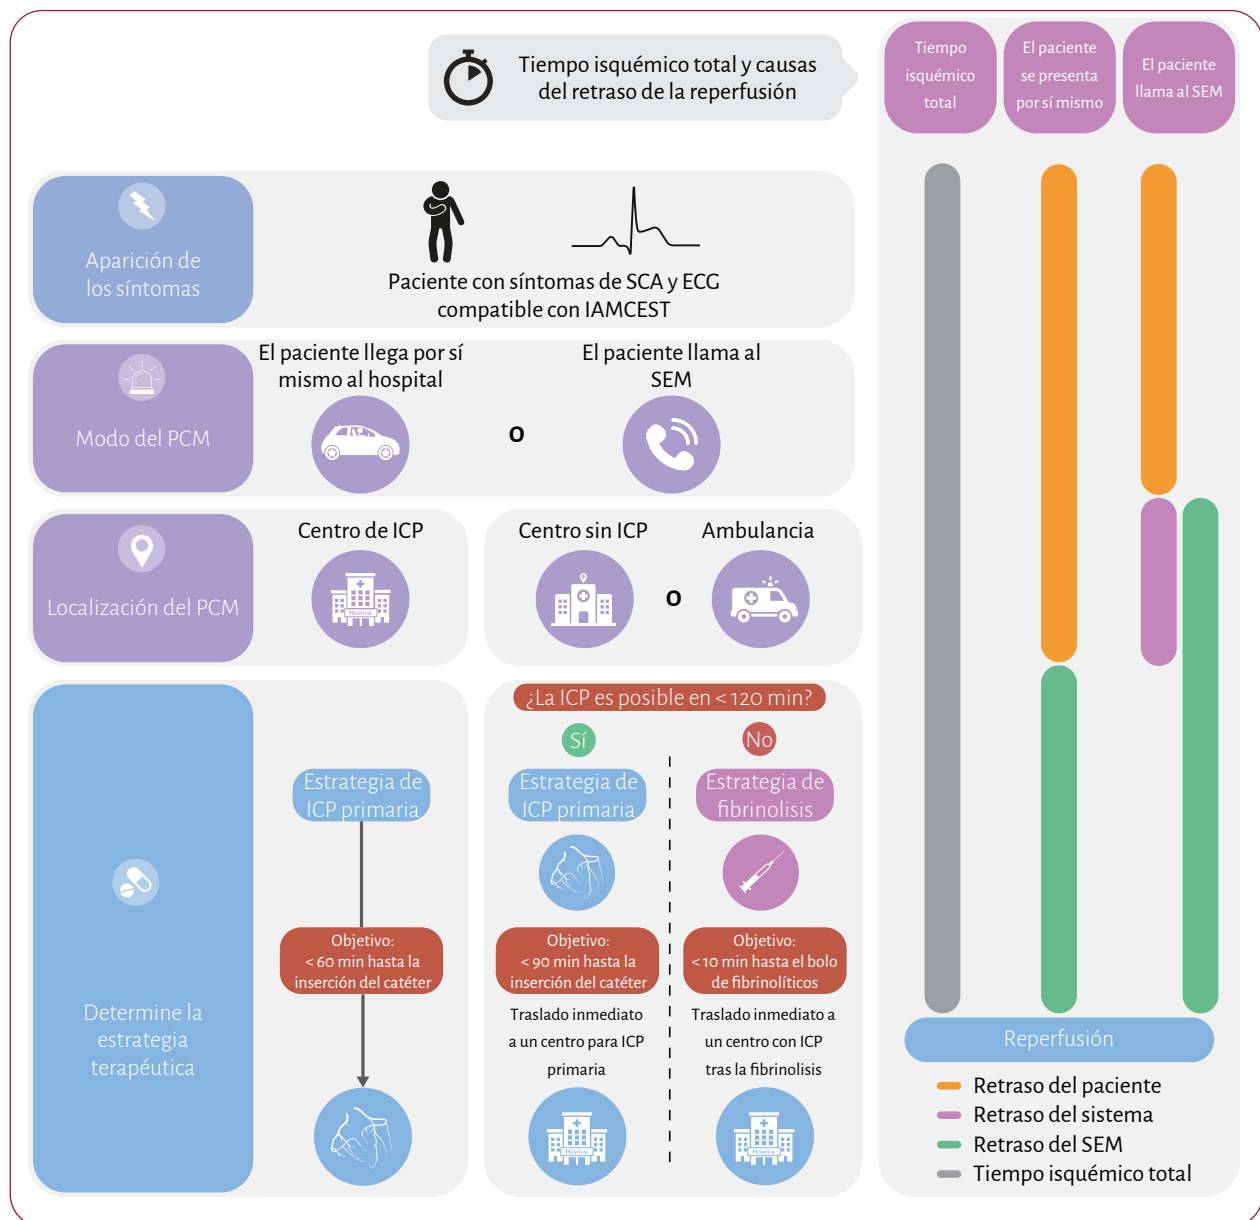 Tiempo isquémico total y causas
del retraso de la reperfusión
Tiempo
isquémico
total
El paciente
se presenta
por sí mismo
El paciente
llama al SEM
Aparición de
los síntomas
Paciente con síntomas de SCA y ECG
compatible con IAMCEST
Modo del PCM
El paciente llega por sí
mismo al hospital
o
El paciente llama al
SEM
Localización del PCM
Centro de ICP
HOSPITAL
Centro sin ICP
o
Ambulancia
Determine la
estrategia
terapéutica
Estrategia de
ICP primaria
Objetivo:
< 60 min hasta la
inserción del catéter
¿La ICP es posible en < 120 min?
Sí
Estrategia de
ICP primaria
Objetivo:
< 90 min hasta la
inserción del catéter
Traslado inmediato
a un centro para ICP
primaria
HOSPITAL
No
Estrategia de
fibrinolisis
Objetivo:
< 10 min hasta el bolo
de fibrinolíticos
Traslado inmediato a
un centro con ICP
tras la fibrinolisis
HOSPITAL
Reperfusión
Retraso del paciente
Retraso del sistema
Retraso del SEM
Tiempo isquémico total